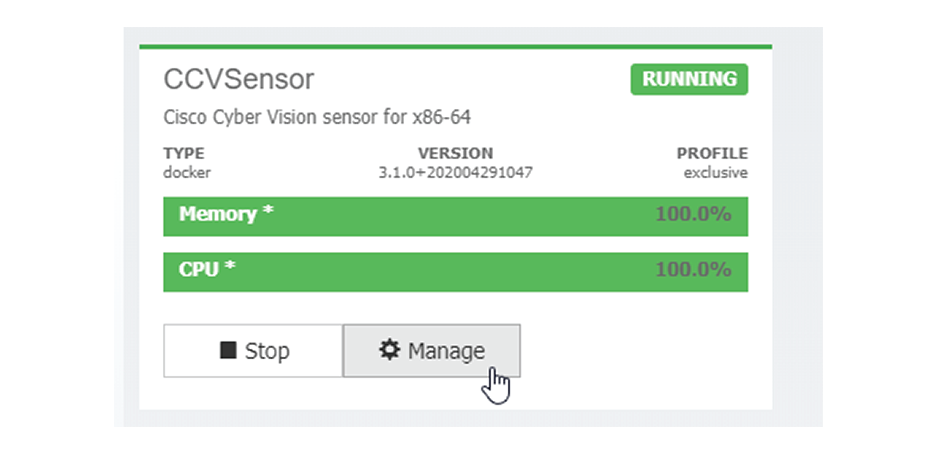 CCVSensor RUNNING
Cisco Cyber Vision sensor for x86-64
TYPE VERSION PROFILE
docker 3.1.0+202004291047 exclusive
Memory * 100.0%
CPU * 100.0%
Stop Manage